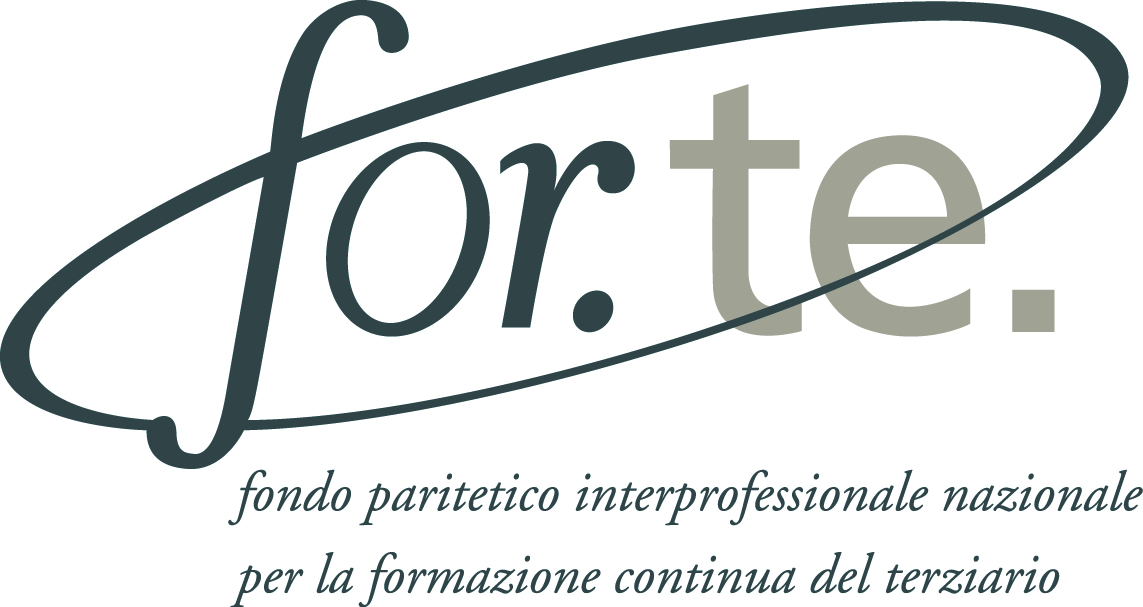 for.te.
fondo paritetico interprofessionale nazionale
per la formazione continua del terziario